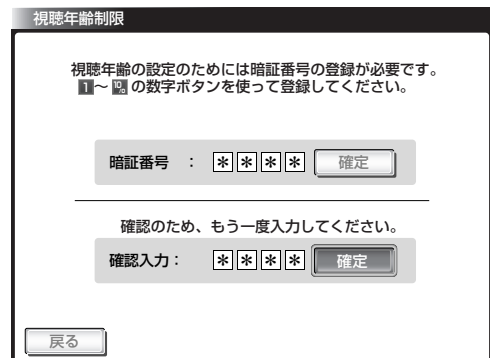 視聴年齢制限
視聴年齢の設定のためには暗証番号の登録が必要です。
1～10/0の数字ボタンを使って登録してください。
暗証番号 : ＊＊＊＊ 確定
確認のため、もう一度入力してください。
確認入力： ＊＊＊＊ 確定
戻る